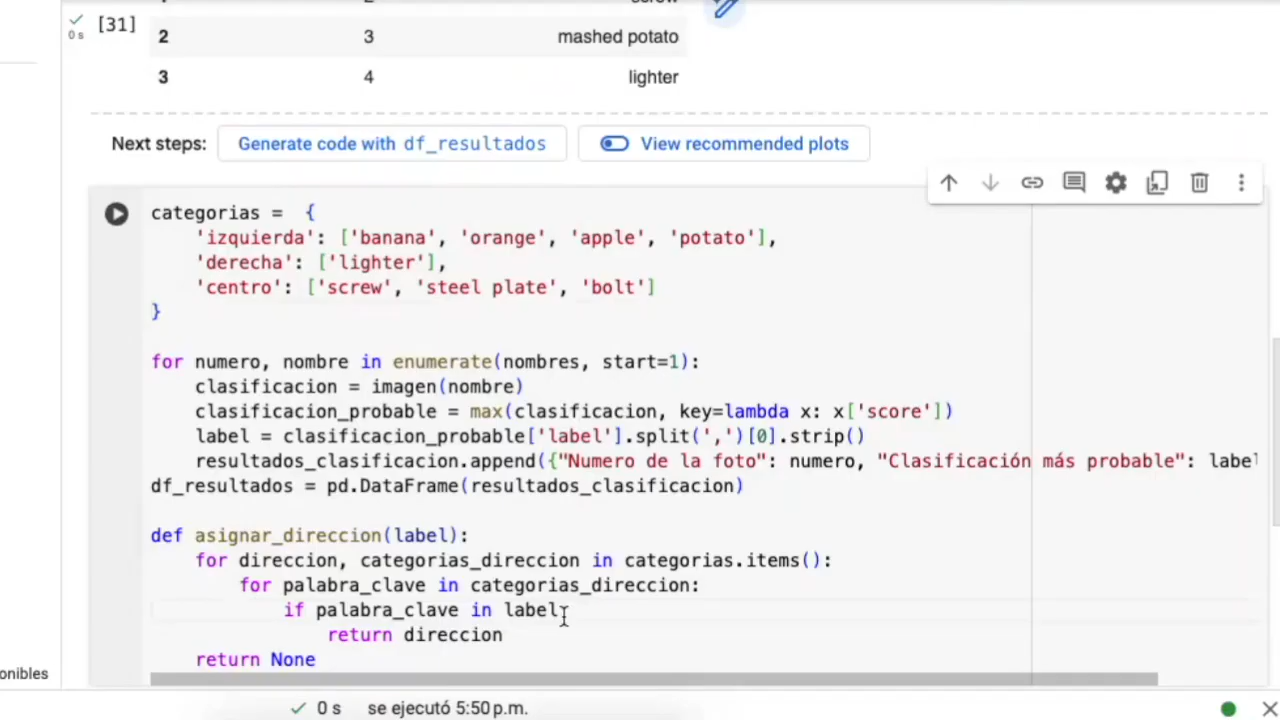 [31]
0 s
2 3 mashed potato
3 4 lighter
Next steps: Generate code with df_resultados View recommended plots
categorias = {
'izquierda': ['banana', 'orange', 'apple', 'potato'],
'derecha': ['lighter'],
'centro': ['screw', 'steel plate', 'bolt']
}
for numero, nombre in enumerate(nombres, start=1):
clasificacion = imagen(nombre)
clasificacion_probable = max(clasificacion, key=lambda x: x['score'])
label = clasificacion_probable['label'].split(',')[0].strip()
resultados_clasificacion.append({"Numero de la foto": numero, "Clasificación más probable": label
df_resultados = pd.DataFrame(resultados_clasificacion)
def asignar_direccion(label):
for direccion, categorias_direccion in categorias.items():
for palabra_clave in categorias_direccion:
if palabra_clave in label:
return direccion
return None
onibles
0 s se ejecutó 5:50 p.m.